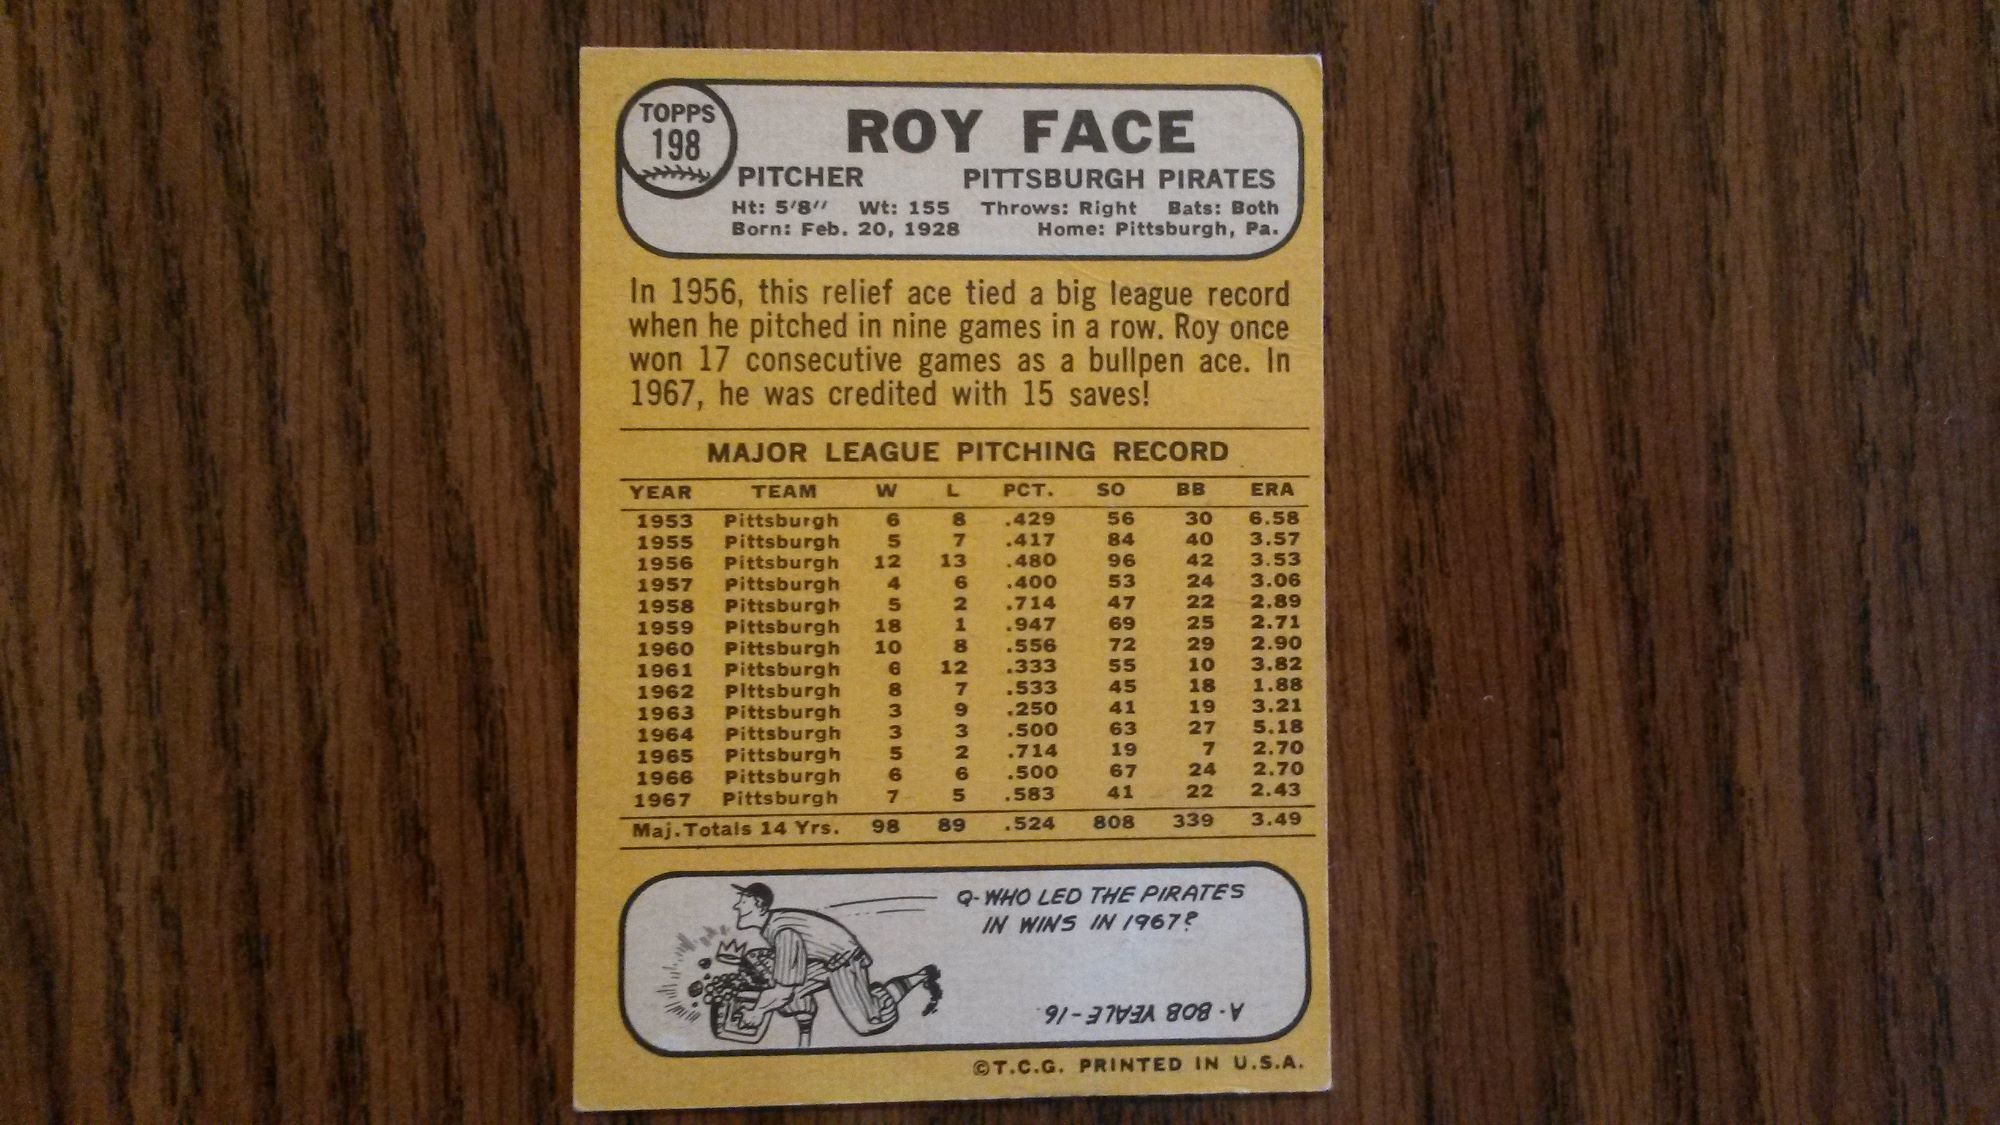 TOPPS
198
ROY FACE
PITCHER PITTSBURGH PIRATES
Ht: 5'8" Wt: 155 Throws: Right Bats: Both
Born: Feb. 20, 1928 Home: Pittsburgh, Pa.
In 1956, this relief ace tied a big league record
when he pitched in nine games in a row. Roy once
won 17 consecutive games as a bullpen ace. In
1967, he was credited with 15 saves!
MAJOR LEAGUE PITCHING RECORD
YEAR TEAM W L PCT. SO BB ERA
1953 Pittsburgh 6 8 .429 56 30 6.58
1955 Pittsburgh 5 7 .417 84 40 3.57
1956 Pittsburgh 12 13 .480 96 42 3.53
1957 Pittsburgh 4 6 .400 53 24 3.06
1958 Pittsburgh 5 2 .714 47 22 2.89
1959 Pittsburgh 18 1 .947 69 25 2.71
1960 Pittsburgh 10 8 .556 72 29 2.90
1961 Pittsburgh 6 12 .333 55 10 3.82
1962 Pittsburgh 8 7 .533 45 18 1.88
1963 Pittsburgh 3 9 .250 41 19 3.21
1964 Pittsburgh 3 3 .500 63 27 5.18
1965 Pittsburgh 5 2 .714 19 7 2.70
1966 Pittsburgh 6 6 .500 67 24 2.70
1967 Pittsburgh 7 5 .583 41 22 2.43
Maj. Totals 14 Yrs. 98 89 .524 808 339 3.49
Q-WHO LED THE PIRATES
IN WINS IN 1967?
A-BOB VEALE-16.
©T.C.G. PRINTED IN U.S.A.